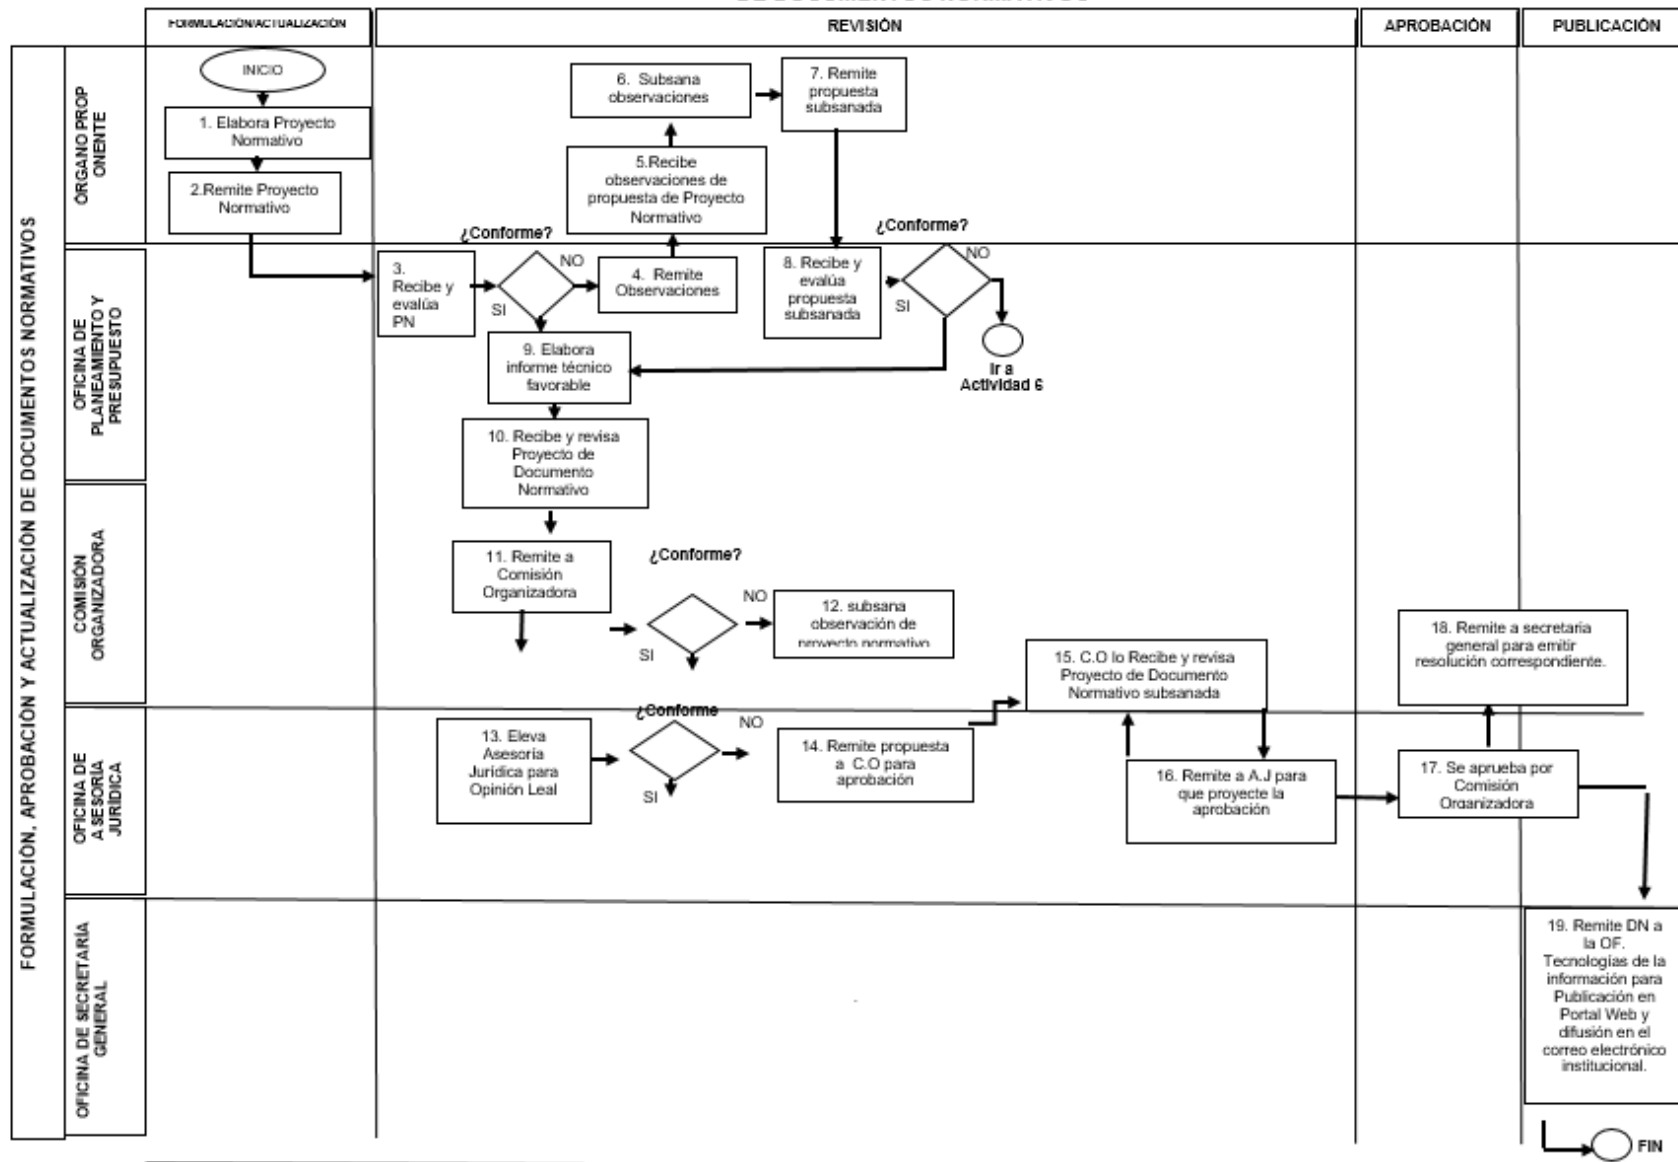 DE DOCUMENTOS NORMATIVOS
FORMULACIÓN/ACTUALIZACIÓN
REVISIÓN
APROBACIÓN
PUBLICACIÓN
FORMULACIÓN, APROBACIÓN Y ACTUALIZACIÓN DE DOCUMENTOS NORMATIVOS
ORGANO PROP
ONENTE
INICIO
1. Elabora Proyecto
Normativo
2.Remite Proyecto
Normativo
6. Subsana
observaciones
7. Remite
propuesta
subsanada
5.Recibe
observaciones de
propuesta de Proyecto
Normativo
¿Conforme?
¿Conforme?
OFICINA DE
PLANEAMIENTO Y
PRESUPUESTO
3.
Recibe y
evalúa
PN
NO
SI
4. Remite
Observaciones
8. Recibe y
evalúa
propuesta
subsanada
NO
SI
Ir a
Actividad 6
9. Elabora
informe técnico
favorable
10. Recibe y revisa
Proyecto de
Documento
Normativo
COMISIÓN
ORGANIZADORA
11. Remite a
Comisión
Organizadora
¿Conforme?
NO
SI
12. subsana
observación de
proyecto normativo
15. C.O lo Recibe y revisa
Proyecto de Documento
Normativo subsanada
18. Remite a secretaria
general para emitir
resolución correspondiente.
OFICINA DE
ASESORÍA
JURÍDICA
13. Eleva
Asesoría
Jurídica para
Opinión Leal
¿Conforme
NO
SI
14. Remite propuesta
a C.O para
aprobación
16. Remite a A.J para
que proyecte la
aprobación
17. Se aprueba por
Comisión
Organizadora
OFICINA DE SECRETARÍA
GENERAL
19. Remite DN a
la OF.
Tecnologías de la
información para
Publicación en
Portal Web y
difusión en el
correo electrónico
institucional.
FIN